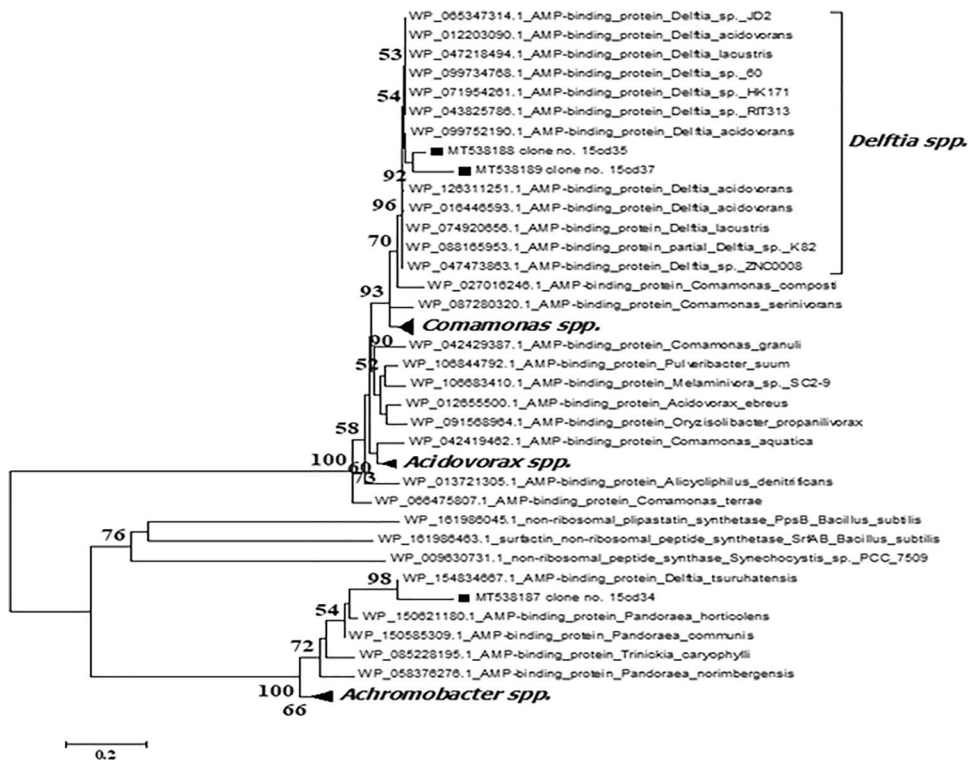 WP_065347314.1_AMP-binding_protein_Delftia_sp._JD2
WP_012203090.1_AMP-binding_protein_Delftia_acidovorans
53
WP_047218494.1_AMP-binding_protein_Delftia_lacustris
WP_099734768.1_AMP-binding_protein_Delftia_sp._60
54
WP_071954261.1_AMP-binding_protein_Delftia_sp._HK171
WP_043825786.1_AMP-binding_protein_Delftia_sp._RIT313
WP_099752190.1_AMP-binding_protein_Delftia_acidovorans
Delftia spp.
MT538188 clone no. 15cd35
MT538189 clone no. 15cd37
92
WP_126311251.1_AMP-binding_protein_Delftia_acidovorans
96
WP_016446593.1_AMP-binding_protein_Delftia_acidovorans
WP_074920656.1_AMP-binding_protein_Delftia_lacustris
70
WP_088165953.1_AMP-binding_protein_partial_Delftia_sp._K82
WP_047473863.1_AMP-binding_protein_Delftia_sp._ZNC0008
WP_027016246.1_AMP-binding_protein_Comamonas_composti
93
WP_087280320.1_AMP-binding_protein_Comamonas_serinivorans
Comamonas spp.
90
WP_042429387.1_AMP-binding_protein_Comamonas_granuli
52
WP_106844792.1_AMP-binding_protein_Pulveribacter_suum
WP_106683410.1_AMP-binding_protein_Melaminivora_sp._SC2-9
WP_012655500.1_AMP-binding_protein_Acidovorax_ebreus
WP_091568964.1_AMP-binding_protein_Oryzisolibacter_propanilivorax
58
WP_042419462.1_AMP-binding_protein_Comamonas_aquatica
100
60
Acidovorax spp.
73
WP_013721305.1_AMP-binding_protein_Alicycliphilus_denitrificans
WP_066475807.1_AMP-binding_protein_Comamonas_terrae
WP_161986045.1_non-ribosomal_plipastatin_synthetase_PpsB_Bacillus_subtilis
76
WP_161986463.1_surfactin_non-ribosomal_peptide_synthetase_SrfAB_Bacillus_subtilis
WP_009630731.1_non-ribosomal_peptide_synthase_Synechocystis_sp._PCC_7509
98
WP_154834667.1_AMP-binding_protein_Delftia_tsuruhatensis
MT538187 clone no. 15cd34
54
WP_150621180.1_AMP-binding_protein_Pandoraea_horticolens
WP_150585309.1_AMP-binding_protein_Pandoraea_communis
72
WP_085228195.1_AMP-binding_protein_Trinickia_caryophylli
WP_058376276.1_AMP-binding_protein_Pandoraea_norimbergensis
100
Achromobacter spp.
66
0.2